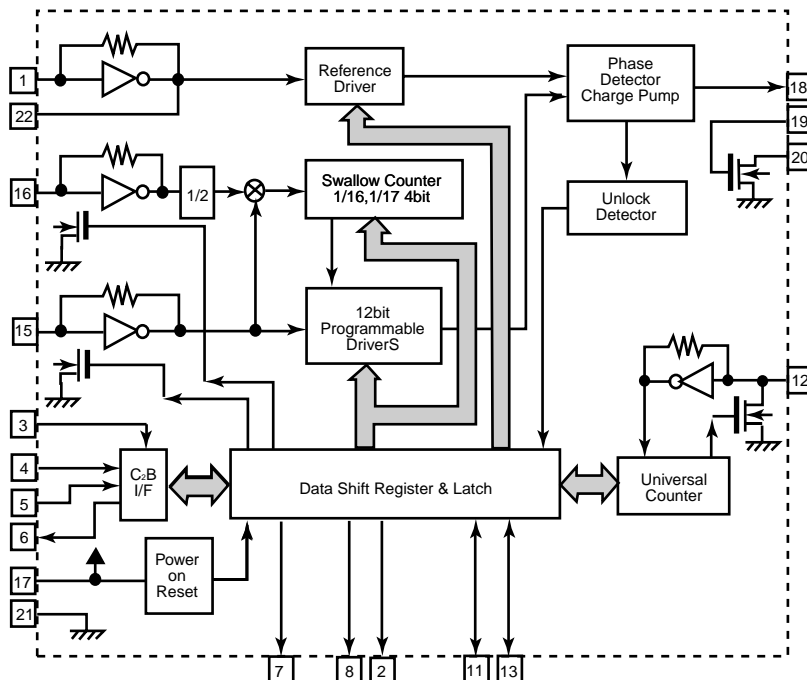 1
Reference
Driver
Phase
Detector
Charge Pump
18
22
19
20
16
1/2
Swallow Counter
1/16,1/17 4bit
Unlock
Detector
15
12bit
Programmable
DriverS
12
3
4
C2B
I/F
5
Data Shift Register & Latch
Universal
Counter
6
17
Power
on
Reset
21
7
8
2
11
13